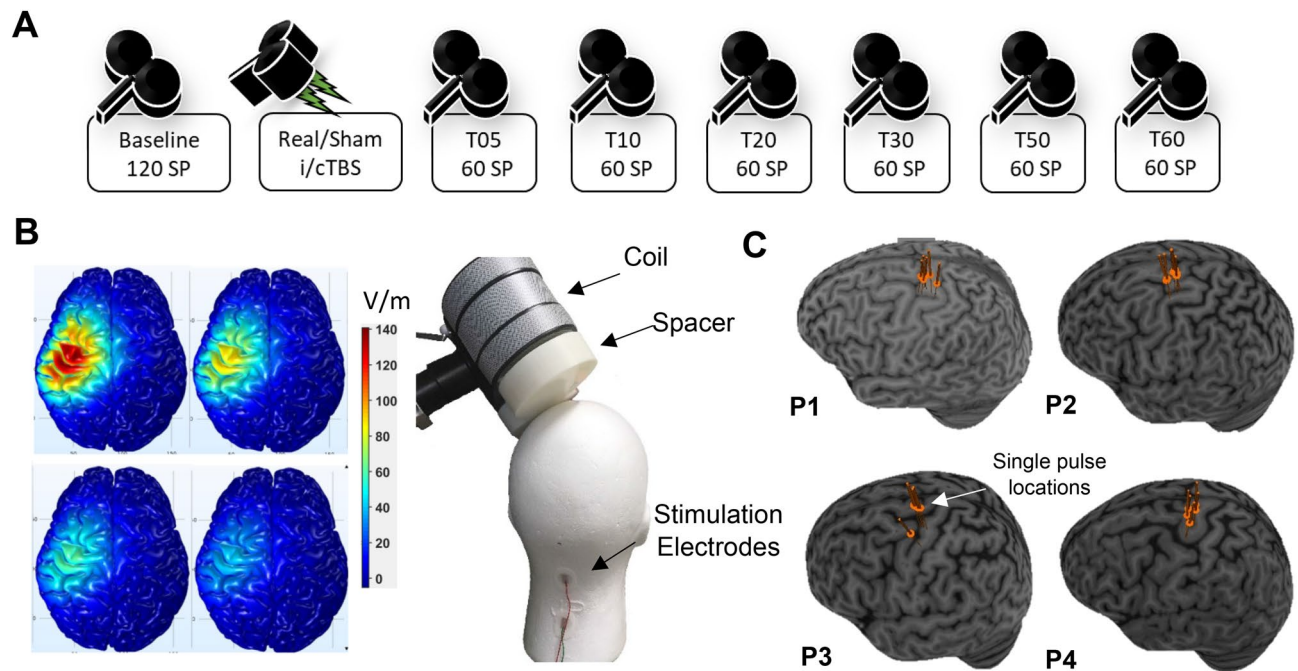 A
Baseline
120 SP
Real/Sham
i/cTBS
T05
60 SP
T10
60 SP
T20
60 SP
T30
60 SP
T50
60 SP
T60
60 SP
B
V/m
140
120
100
80
60
40
20
0
Coil
Spacer
Stimulation
Electrodes
C
P1
P2
Single pulse
locations
P3
P4